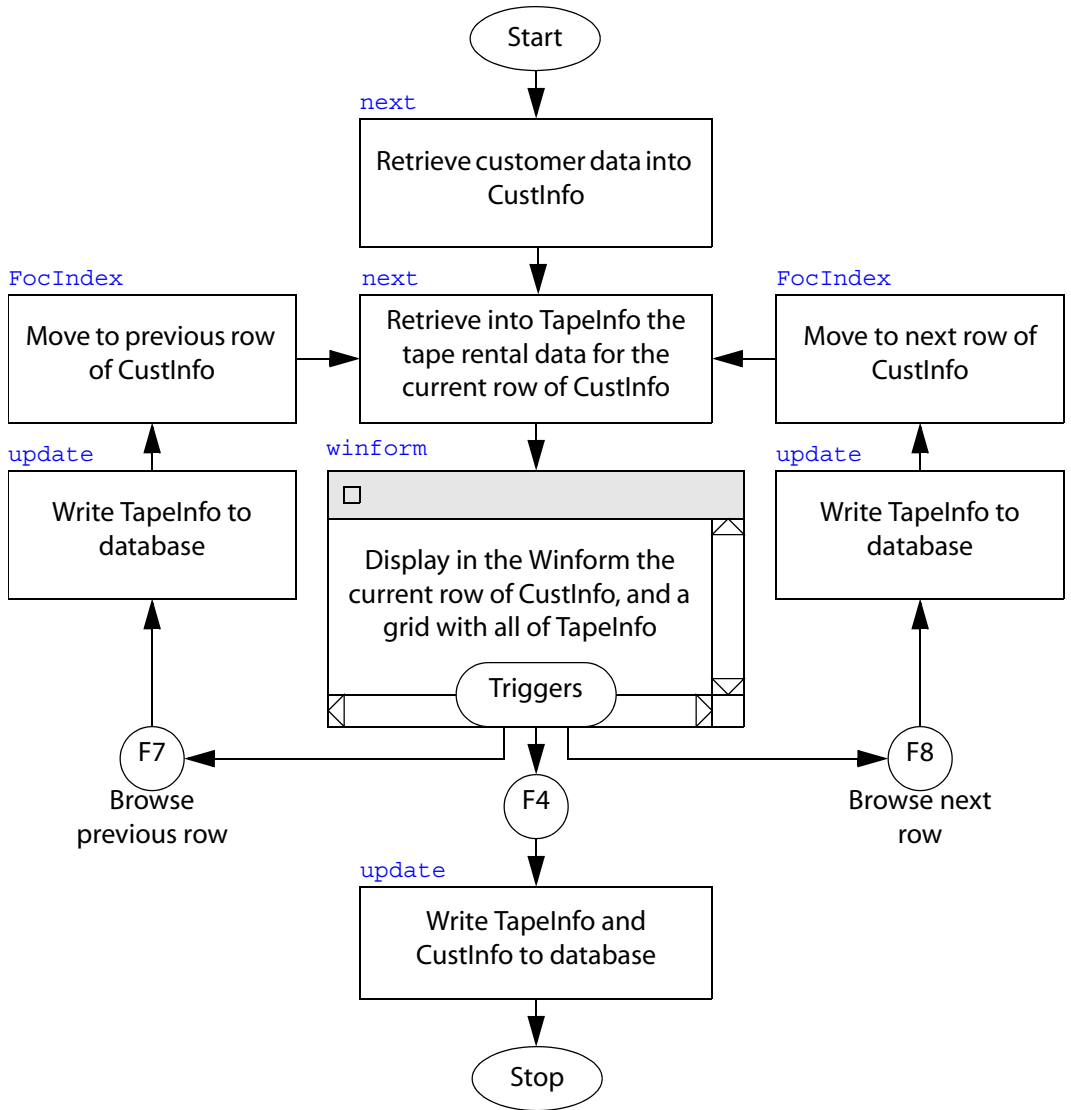 Start
next
Retrieve customer data into
CustInfo
FocIndex
Move to previous row
of CustInfo
next
Retrieve into TapeInfo the
tape rental data for the
current row of CustInfo
FocIndex
Move to next row of
CustInfo
update
Write TapeInfo to
database
winform
Display in the Winform the
current row of CustInfo, and a
grid with all of TapeInfo
Triggers
update
Write TapeInfo to
database
F7
Browse
previous row
F4
F8
Browse next
row
update
Write TapeInfo and
CustInfo to database
Stop